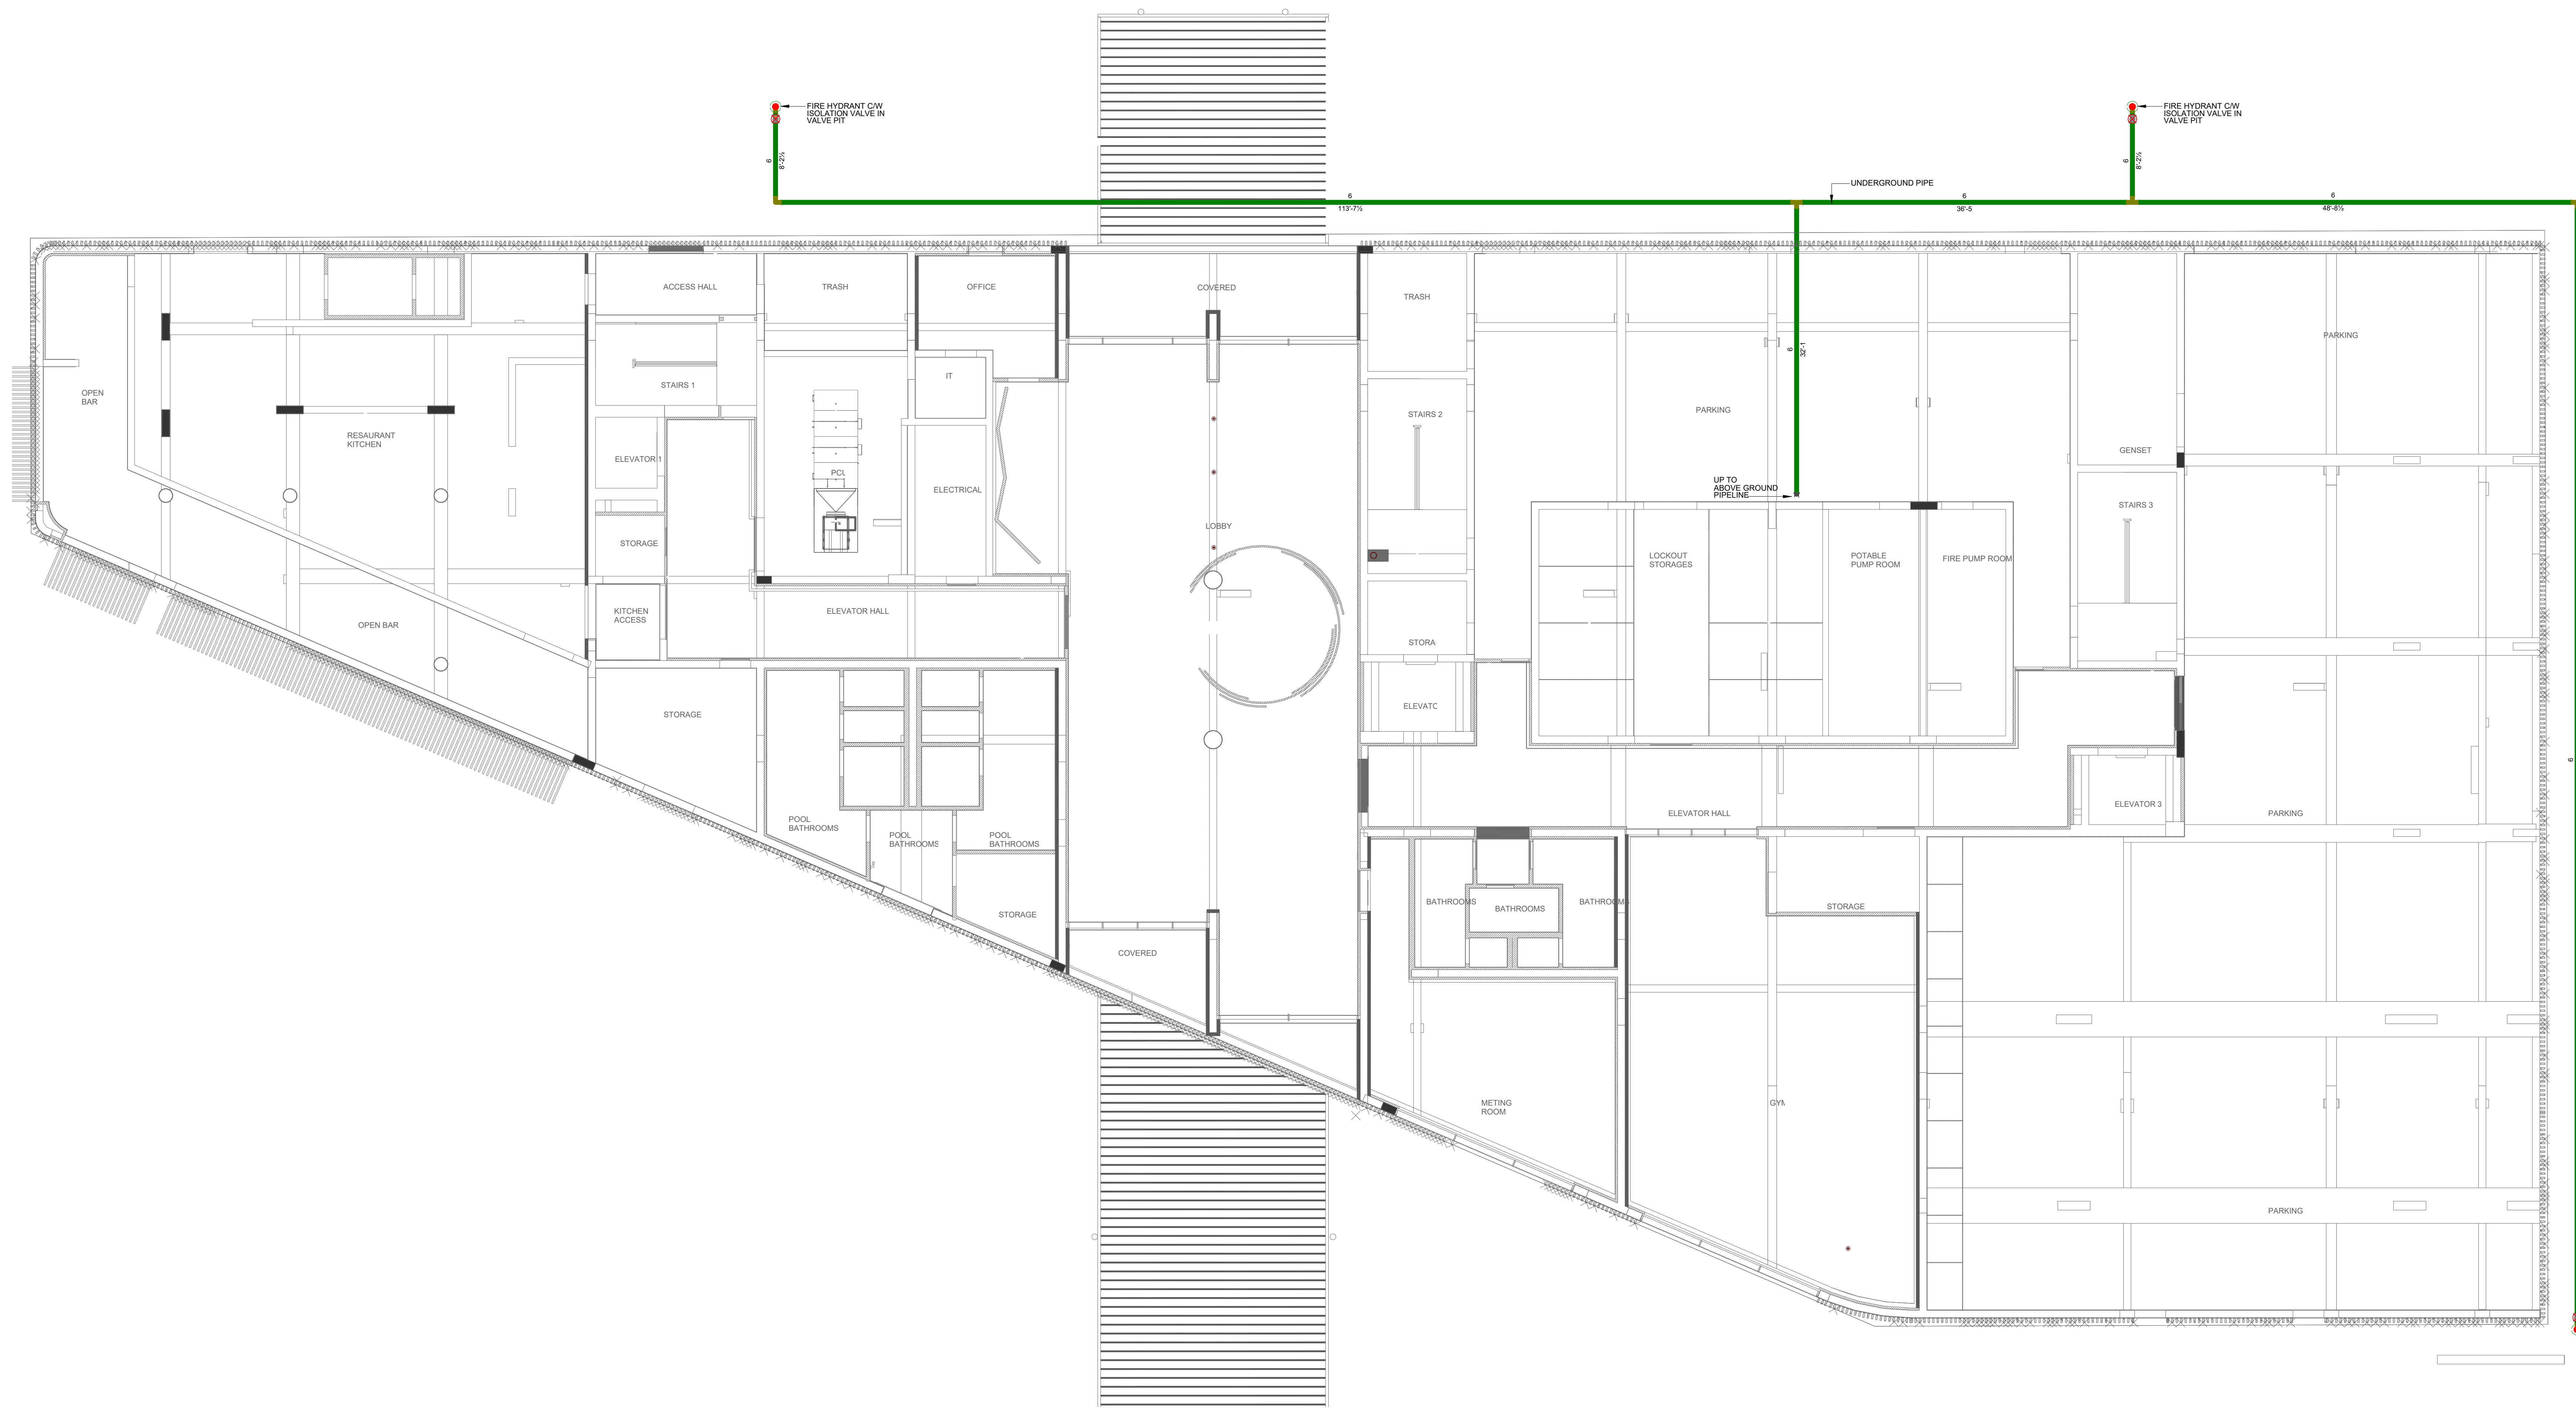 FIRE HYDRANT C/W
ISOLATION VALVE IN
VALVE PIT
FIRE HYDRANT C/W
ISOLATION VALVE IN
VALVE PIT
6
8'-2½
6
8'-2½
UNDERGROUND PIPE
6
113'-7½
6
36'-5
6
48'-8½
ACCESS HALL
TRASH
OFFICE
COVERED
TRASH
PARKING
6
32'-1
IT
STAIRS 1
OPEN
BAR
STAIRS 2
PARKING
RESAURANT
KITCHEN
ELEVATOR 1
GENSET
PCL
ELECTRICAL
UP TO
ABOVE GROUND
PIPELINE
STAIRS 3
LOBBY
STORAGE
LOCKOUT
STORAGES
POTABLE
PUMP ROOM
FIRE PUMP ROOM
KITCHEN
ACCESS
ELEVATOR HALL
OPEN BAR
STORA
ELEVATC
STORAGE
6
ELEVATOR 3
ELEVATOR HALL
PARKING
POOL
BATHROOMS
POOL
BATHROOMS
POOL
BATHROOMS
BATHROOMS
BATHROOMS
BATHROOMS
STORAGE
STORAGE
COVERED
METING
ROOM
GYM
PARKING